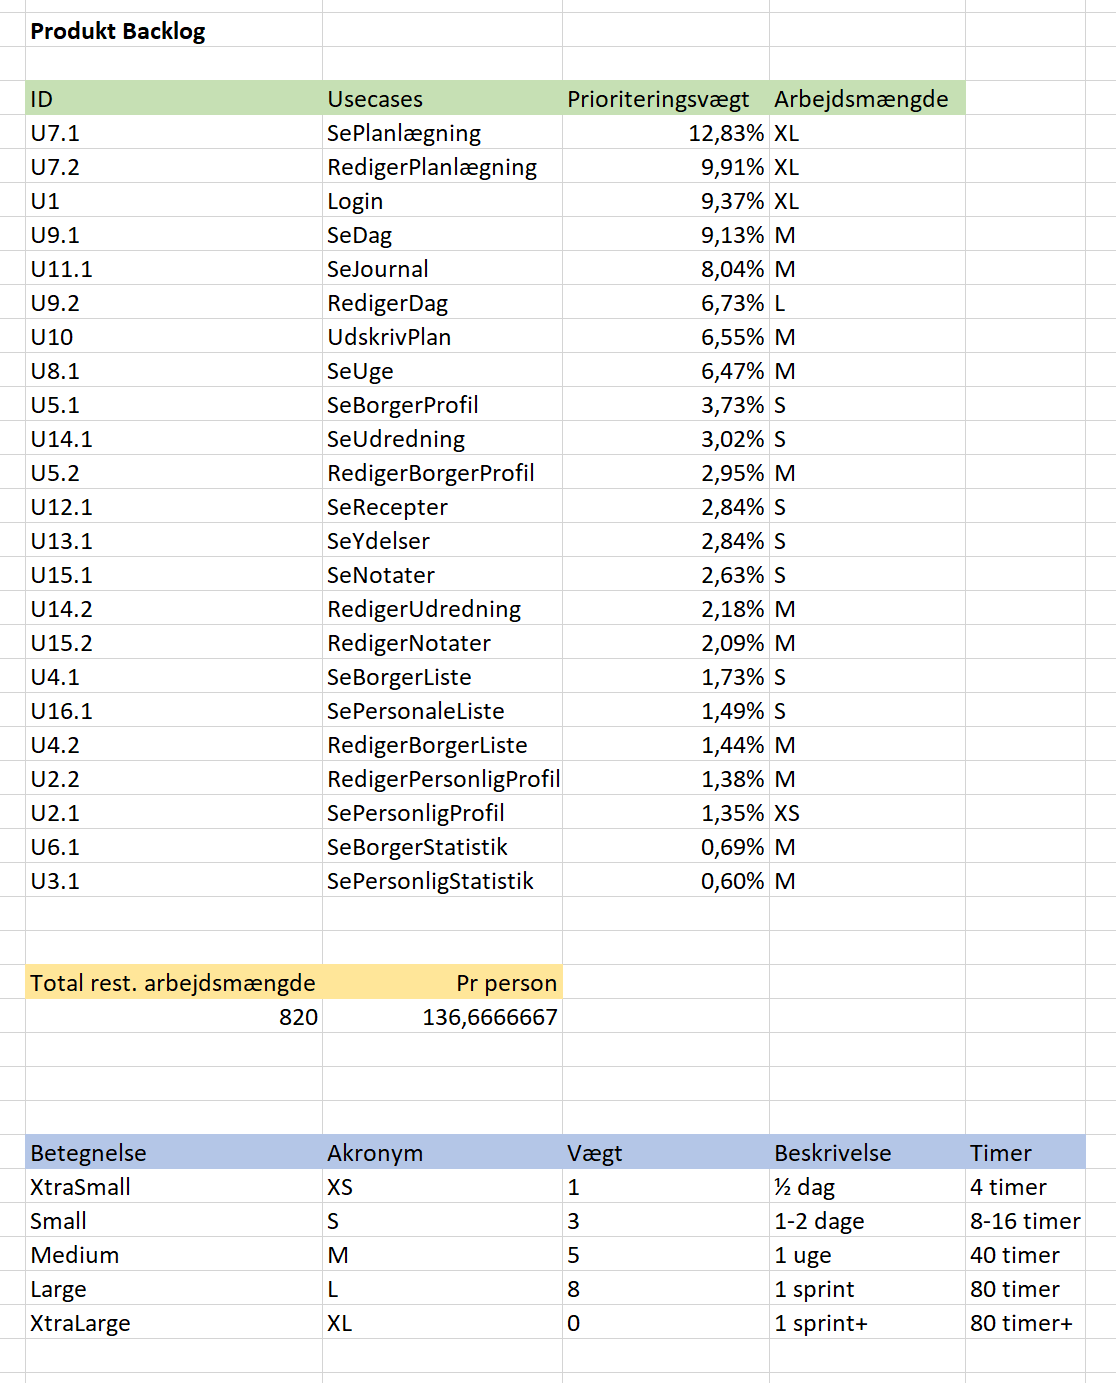 Produkt Backlog
ID Usecases Prioriteringsvægt Arbejdsmængde
U7.1 SePlanlægning 12,83% XL
U7.2 RedigerPlanlægning 9,91% XL
U1 Login 9,37% XL
U9.1 SeDag 9,13% M
U11.1 SeJournal 8,04% M
U9.2 RedigerDag 6,73% L
U10 UdskrivPlan 6,55% M
U8.1 SeUge 6,47% M
U5.1 SeBorgerProfil 3,73% S
U14.1 SeUdredning 3,02% S
U5.2 RedigerBorgerProfil 2,95% M
U12.1 SeRecepter 2,84% S
U13.1 SeYdelser 2,84% S
U15.1 SeNotater 2,63% S
U14.2 RedigerUdredning 2,18% M
U15.2 RedigerNotater 2,09% M
U4.1 SeBorgerListe 1,73% S
U16.1 SePersonaleListe 1,49% S
U4.2 RedigerBorgerListe 1,44% M
U2.2 RedigerPersonligProfil 1,38% M
U2.1 SePersonligProfil 1,35% XS
U6.1 SeBorgerStatistik 0,69% M
U3.1 SePersonligStatistik 0,60% M
Total rest. arbejdsmængde Pr person
820 136,6666667
Betegnelse Akronym Vægt Beskrivelse Timer
XtraSmall XS 1 ½ dag 4 timer
Small S 3 1-2 dage 8-16 timer
Medium M 5 1 uge 40 timer
Large L 8 1 sprint 80 timer
XtraLarge XL 0 1 sprint+ 80 timer+